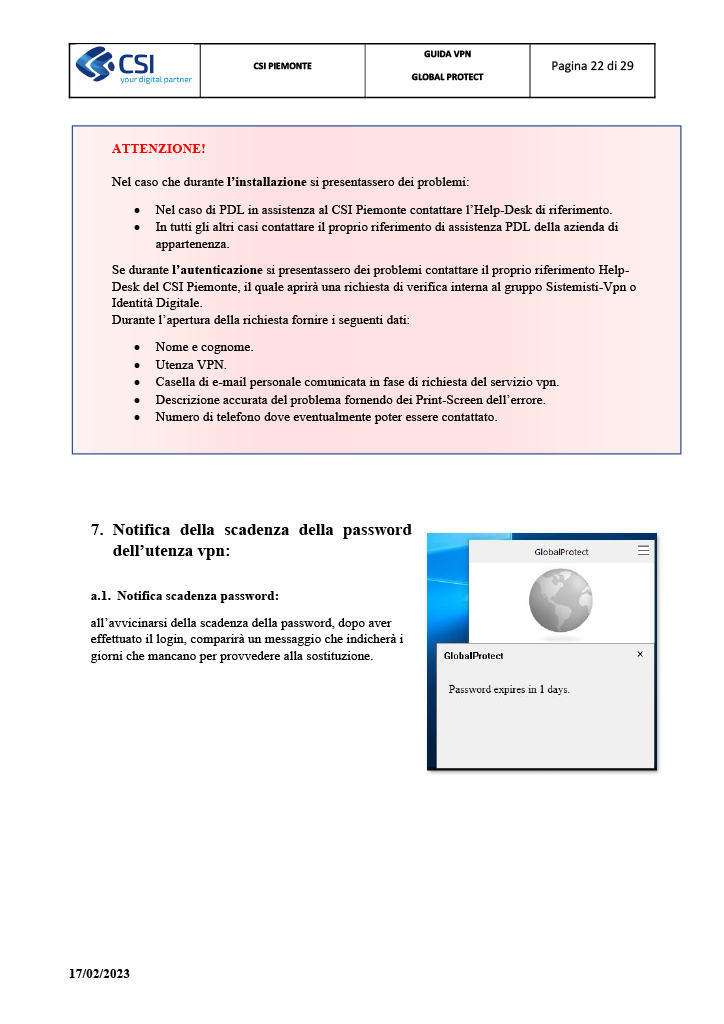 CSI
your digital partner
CSI PIEMONTE
GUIDA VPN
GLOBAL PROTECT
Pagina 22 di 29
ATTENZIONE!
Nel caso che durante l’installazione si presentassero dei problemi:
• Nel caso di PDL in assistenza al CSI Piemonte contattare l’Help-Desk di riferimento.
• In tutti gli altri casi contattare il proprio riferimento di assistenza PDL della azienda di
appartenenza.
Se durante l’autenticazione si presentassero dei problemi contattare il proprio riferimento Help-
Desk del CSI Piemonte, il quale aprirà una richiesta di verifica interna al gruppo Sistemisti-Vpn o
Identità Digitale.
Durante l’apertura della richiesta fornire i seguenti dati:
• Nome e cognome.
• Utenza VPN.
• Casella di e-mail personale comunicata in fase di richiesta del servizio vpn.
• Descrizione accurata del problema fornendo dei Print-Screen dell’errore.
• Numero di telefono dove eventualmente poter essere contattato.
7. Notifica della scadenza della password
dell’utenza vpn:
a.1. Notifica scadenza password:
all’avvicinarsi della scadenza della password, dopo aver
effettuato il login, comparirà un messaggio che indicherà i
giorni che mancano per provvedere alla sostituzione.
GlobalProtect
GlobalProtect
Password expires in 1 days.
17/02/2023